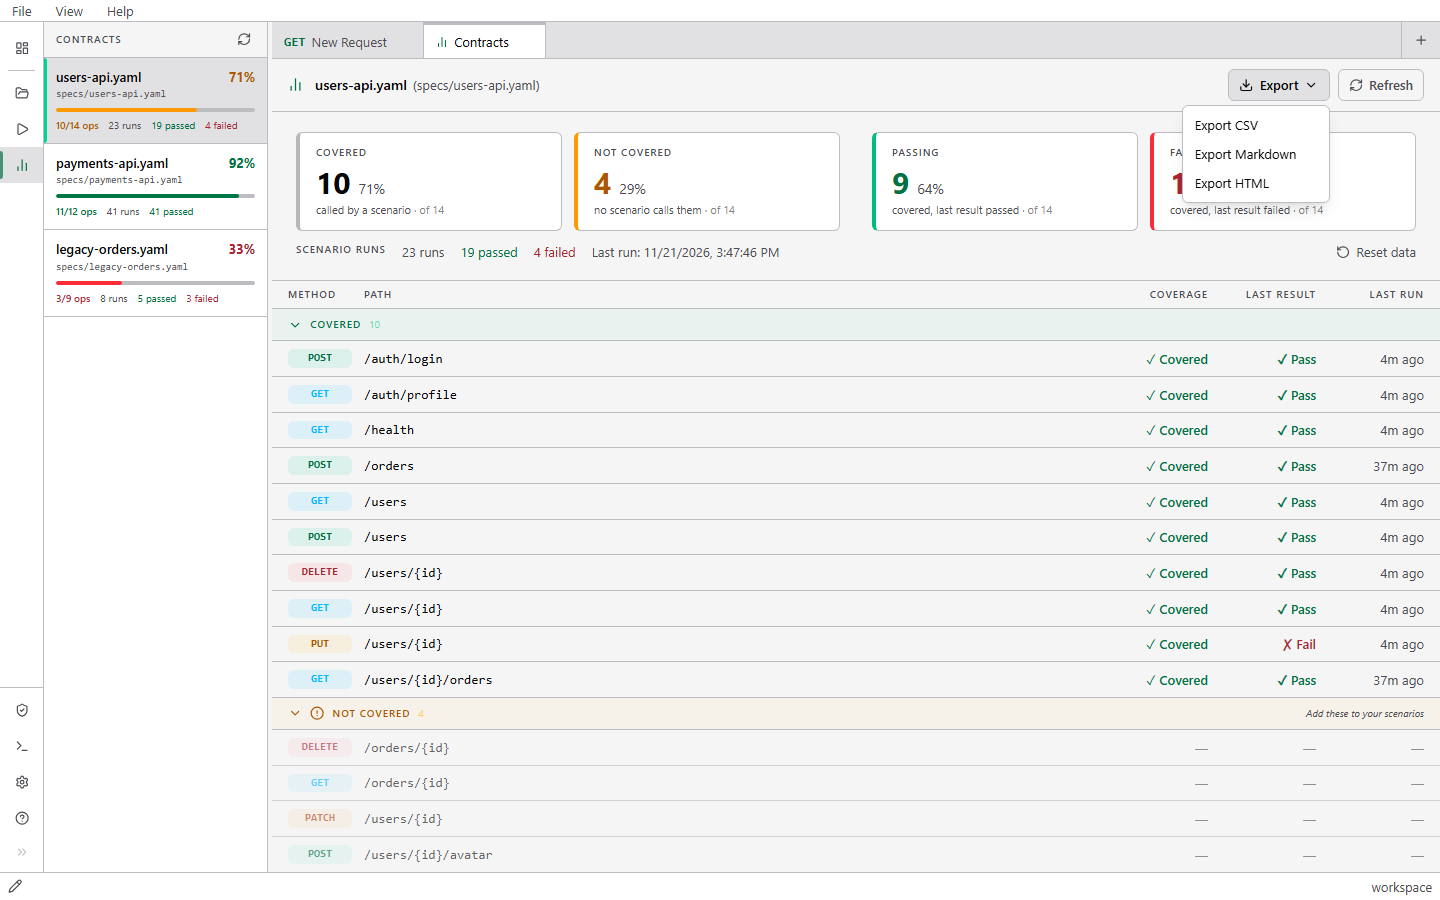 File View Help
CONTRACTS
users-api.yaml 71%
specs/users-api.yaml
10/14 ops 23 runs 19 passed 4 failed
payments-api.yaml 92%
specs/payments-api.yaml
11/12 ops 41 runs 41 passed
legacy-orders.yaml 33%
specs/legacy-orders.yaml
3/9 ops 8 runs 5 passed 3 failed
GET New Request Contracts
users-api.yaml (specs/users-api.yaml) Export Refresh
Export CSV
Export Markdown
Export HTML
COVERED
10 71%
called by a scenario · of 14
NOT COVERED
4 29%
no scenario calls them · of 14
PASSING
9 64%
covered, last result passed · of 14
covered, last result failed · of 14
SCENARIO RUNS 23 runs 19 passed 4 failed Last run: 11/21/2026, 3:47:46 PM Reset data
METHOD PATH COVERAGE LAST RESULT LAST RUN
COVERED 10
POST /auth/login ✓ Covered ✓ Pass 4m ago
GET /auth/profile ✓ Covered ✓ Pass 4m ago
GET /health ✓ Covered ✓ Pass 4m ago
POST /orders ✓ Covered ✓ Pass 37m ago
GET /users ✓ Covered ✓ Pass 4m ago
POST /users ✓ Covered ✓ Pass 4m ago
DELETE /users/{id} ✓ Covered ✓ Pass 4m ago
GET /users/{id} ✓ Covered ✓ Pass 4m ago
PUT /users/{id} ✓ Covered ✗ Fail 4m ago
GET /users/{id}/orders ✓ Covered ✓ Pass 37m ago
NOT COVERED 4 Add these to your scenarios
DELETE /orders/{id} — — —
GET /orders/{id} — — —
PATCH /users/{id} — — —
POST /users/{id}/avatar — — —
workspace